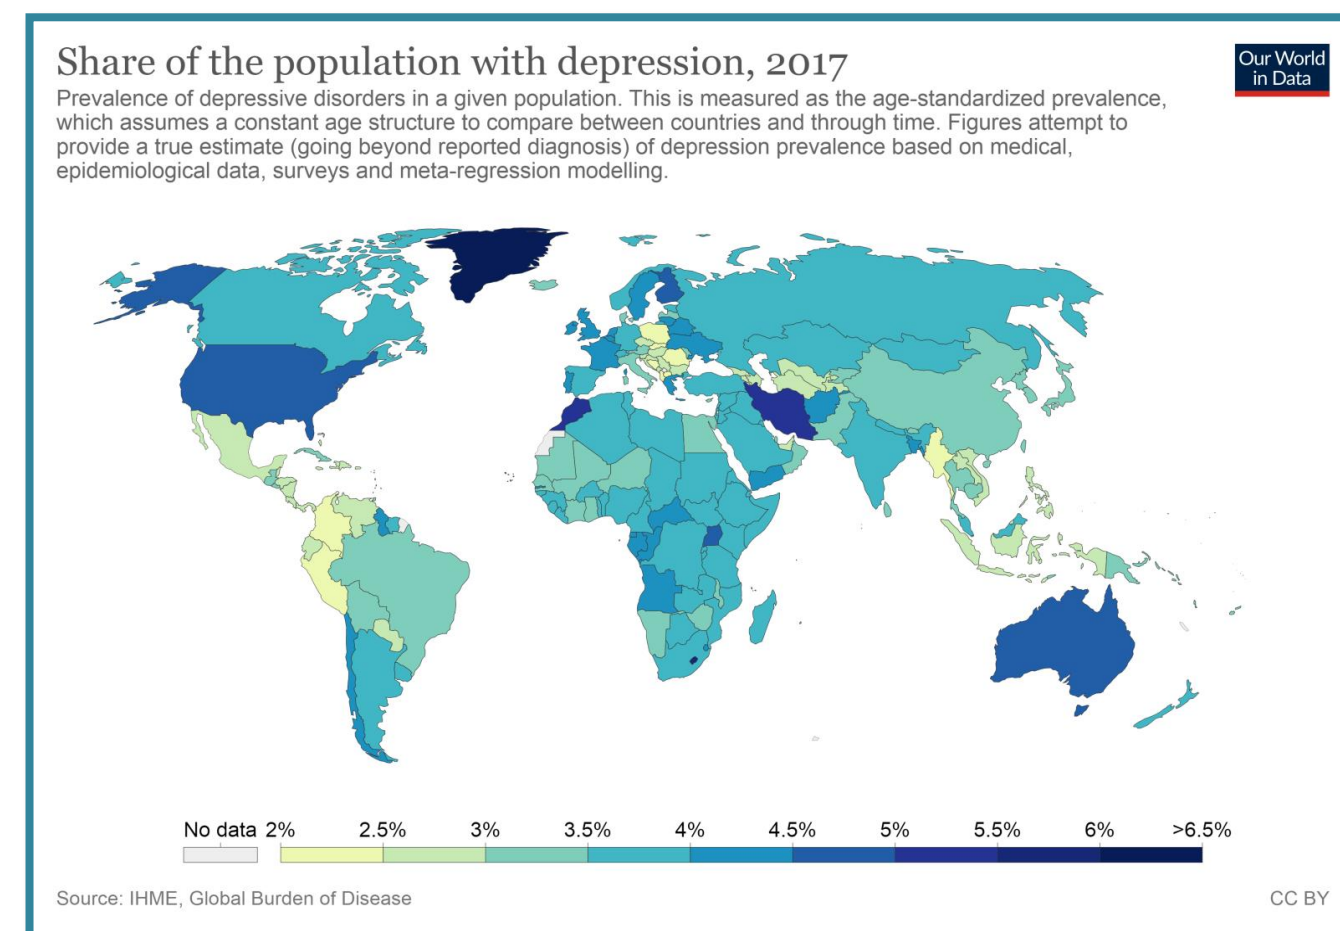 Share of the population with depression, 2017
Our World
in Data
Prevalence of depressive disorders in a given population. This is measured as the age-standardized prevalence,
which assumes a constant age structure to compare between countries and through time. Figures attempt to
provide a true estimate (going beyond reported diagnosis) of depression prevalence based on medical,
epidemiological data, surveys and meta-regression modelling.
No data 2% 2.5% 3% 3.5% 4% 4.5% 5% 5.5% 6% >6.5%
Source: IHME, Global Burden of Disease
CC BY